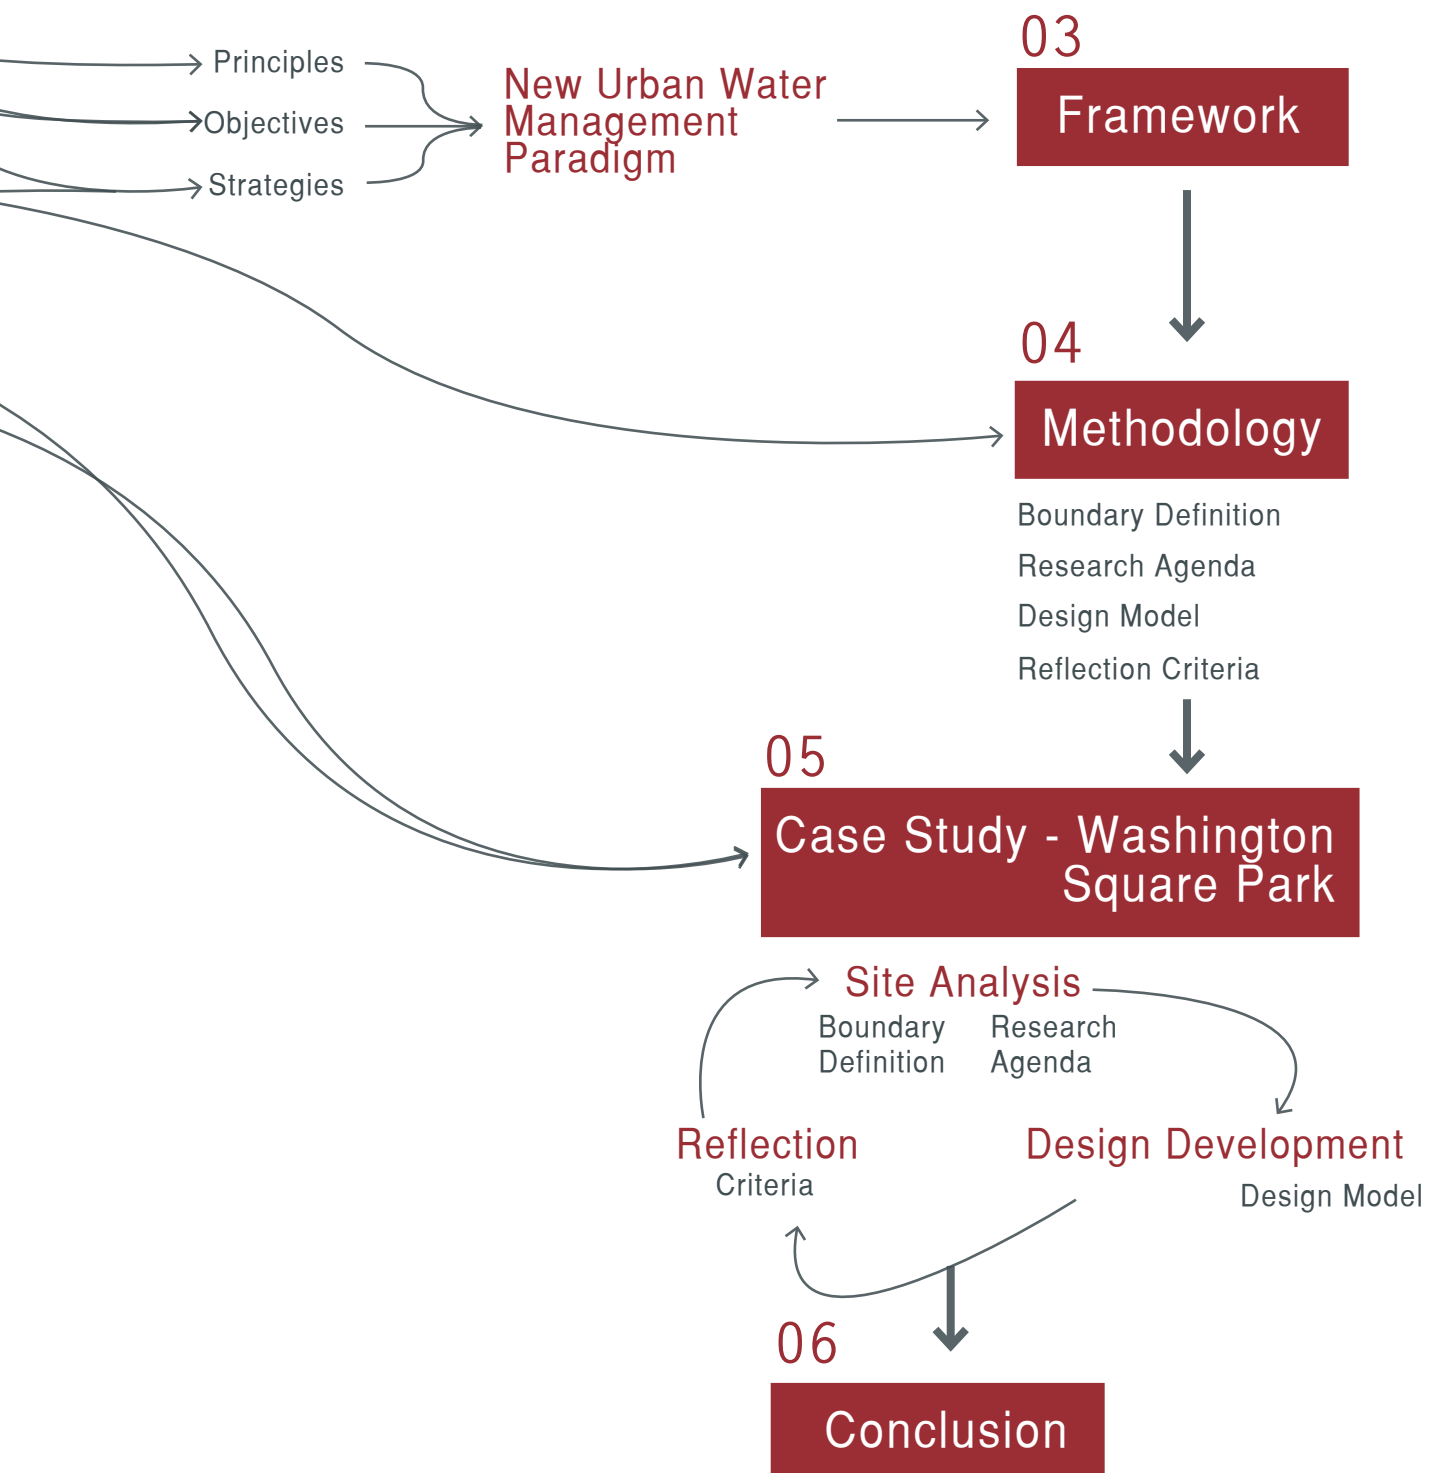 03
Principles
Objectives
Strategies
New Urban Water
Management
Paradigm
Framework
04
Methodology
Boundary Definition
Research Agenda
Design Model
Reflection Criteria
05
Case Study - Washington
Square Park
Site Analysis
Boundary
Definition
Research
Agenda
Reflection
Criteria
Design Development
Design Model
06
Conclusion